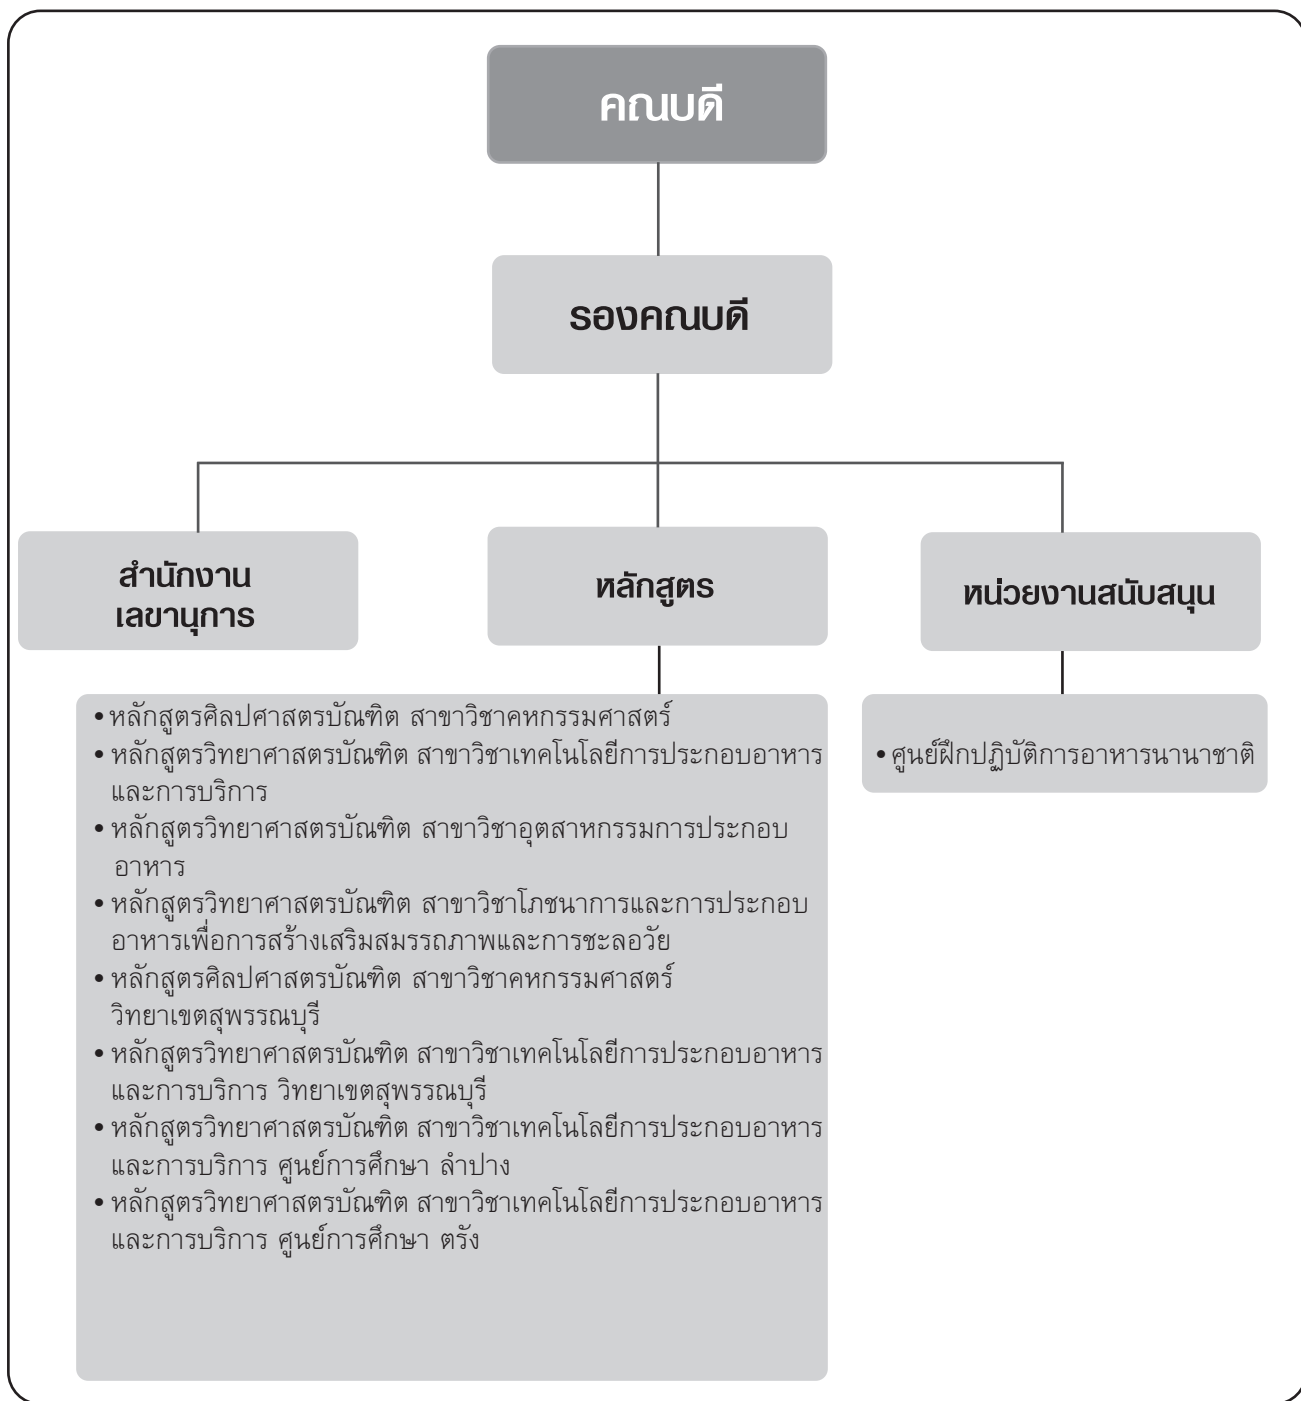 คณบดี
รองคณบดี
สำนักงาน
เลขานุการ
หลักสูตร
หน่วยงานสนับสนุน
• หลักสูตรศิลปศาสตรบัณฑิต สาขาวิชาคหกรรมศาสตร์
• หลักสูตรวิทยาศาสตรบัณฑิต สาขาวิชาเทคโนโลยีการประกอบอาหาร
และการบริการ
• หลักสูตรวิทยาศาสตรบัณฑิต สาขาวิชาอุตสาหกรรมการประกอบ
อาหาร
• หลักสูตรวิทยาศาสตรบัณฑิต สาขาวิชาโภชนาการและการประกอบ
อาหารเพื่อการสร้างเสริมสมรรถภาพและการชะลอวัย
• หลักสูตรศิลปศาสตรบัณฑิต สาขาวิชาคหกรรมศาสตร์
วิทยาเขตสุพรรณบุรี
• หลักสูตรวิทยาศาสตรบัณฑิต สาขาวิชาเทคโนโลยีการประกอบอาหาร
และการบริการ วิทยาเขตสุพรรณบุรี
• หลักสูตรวิทยาศาสตรบัณฑิต สาขาวิชาเทคโนโลยีการประกอบอาหาร
และการบริการ ศูนย์การศึกษา ลำปาง
• หลักสูตรวิทยาศาสตรบัณฑิต สาขาวิชาเทคโนโลยีการประกอบอาหาร
และการบริการ ศูนย์การศึกษา ตรัง
• ศูนย์ฝึกปฏิบัติการอาหารนานาชาติ